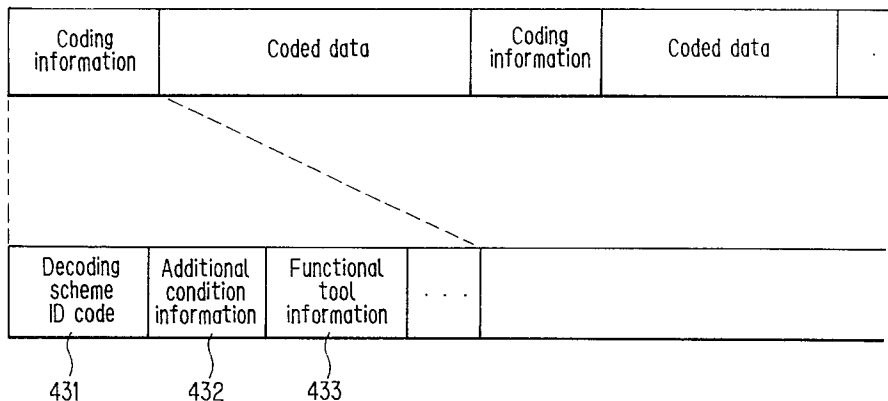 Coding
information
Coded data
Coding
information
Coded data
.
Decoding
scheme
ID code
Additional
condition
information
Functional
tool
information
. . .
431
432
433